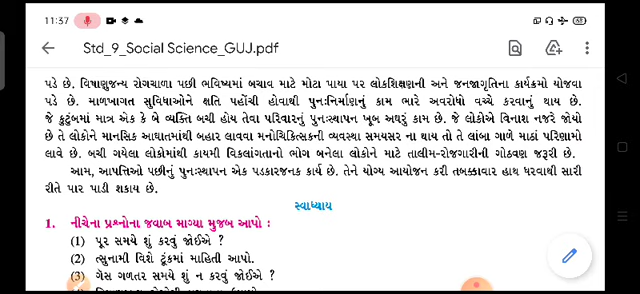 11:37
63
Std_9_Social Science_GUJ.pdf
પડે છે. વિષાણુજન્ય રોગચાળા પછી ભવિષ્યમાં બચાવ માટે મોટા પાયા પર લોકશિક્ષણની અને જનજાગૃતિના કાર્યક્રમો યોજવા
પડે છે. માળખાગત સુવિધાઓને ક્ષતિ પહોંચી હોવાથી પુનઃનિર્માણનું કામ ભારે અવરોધો વચ્ચે કરવાનું થાય છે.
જે કુટુંબમાં માત્ર એક કે બે વ્યક્તિ બચી હોય તેવા પરિવારનું પુનઃસ્થાપન ખૂબ અઘરું કામ છે. જે લોકોએ વિનાશ નજરે જોયો
છે તે લોકોને માનસિક આઘાતમાંથી બહાર લાવવા મનોચિકિત્સકની વ્યવસ્થા સમયસર ના થાય તો તે લાંબા ગાળે માઠાં પરિણામો
લાવે છે. બચી ગયેલા લોકોમાંથી કાયમી વિકલાંગતાનો ભોગ બનેલા લોકોને માટે તાલીમ-રોજગારીની ગોઠવણ જરૂરી છે.
આમ, આપત્તિઓ પછીનું પુનઃસ્થાપન એક પડકારજનક કાર્ય છે. તેને યોગ્ય આયોજન કરી તબક્કાવાર હાથ ધરવાથી સારી
રીતે પાર પાડી શકાય છે.
સ્વાધ્યાય
1. નીચેના પ્રશ્નોના જવાબ માગ્યા મુજબ આપો :
(1) પૂર સમયે શું કરવું જોઈએ ?
(2) ત્સુનામી વિશે ટૂંકમાં માહિતી આપો.
(3) ગેસ ગળતર સમયે શું ન કરવું જોઈએ ?